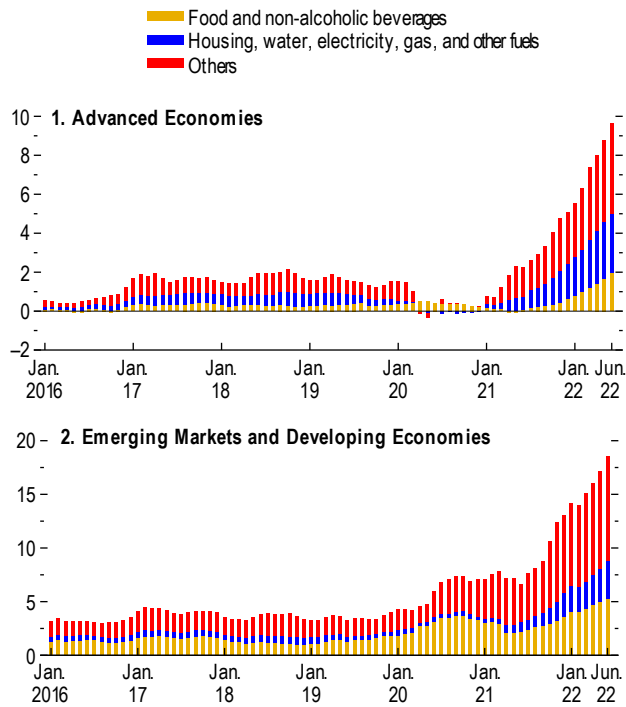 Food and non-alcoholic beverages
Housing, water, electricity, gas, and other fuels
Others
1. Advanced Economies
10
8
6
4
2
0
−2
Jan. Jan. Jan. Jan. Jan. Jan. Jan. Jun.
2016 17 18 19 20 21 22 22
2. Emerging Markets and Developing Economies
20
15
10
5
0
Jan. Jan. Jan. Jan. Jan. Jan. Jan. Jun.
2016 17 18 19 20 21 22 22